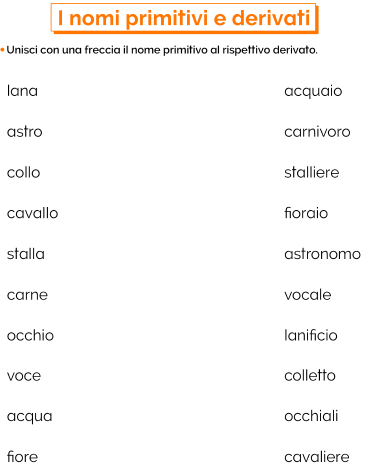 I nomi primitivi e derivati
• Unisci con una freccia il nome primitivo al rispettivo derivato.
lana acquaio
astro carnivoro
collo stalliere
cavallo fioraio
stalla astronomo
carne vocale
occhio lanificio
voce colletto
acqua occhiali
fiore cavaliere